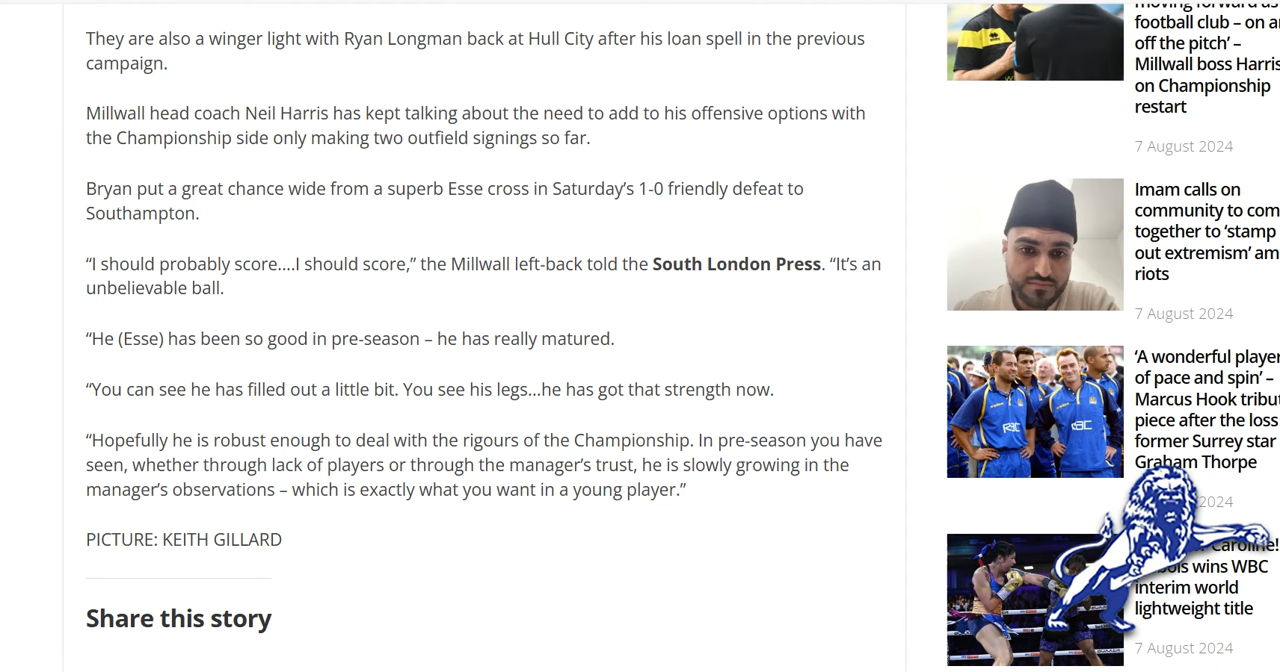 They are also a winger light with Ryan Longman back at Hull City after his loan spell in the previous
campaign.
Millwall head coach Neil Harris has kept talking about the need to add to his offensive options with
the Championship side only making two outfield signings so far.
Bryan put a great chance wide from a superb Esse cross in Saturday’s 1-0 friendly defeat to
Southampton.
“I should probably score….I should score,” the Millwall left-back told the South London Press. “It’s an
unbelievable ball.
“He (Esse) has been so good in pre-season – he has really matured.
“You can see he has filled out a little bit. You see his legs…he has got that strength now.
“Hopefully he is robust enough to deal with the rigours of the Championship. In pre-season you have
seen, whether through lack of players or through the manager’s trust, he is slowly growing in the
manager’s observations – which is exactly what you want in a young player.”
PICTURE: KEITH GILLARD
Share this story
moving forward as
football club – on
off the pitch’ –
Millwall boss Harris
on Championship
restart
7 August 2024
Imam calls on
community to
together to ‘stamp
out extremism’
riots
7 August 2024
‘A wonderful player
of pace and spin’ –
Marcus Hook
piece after the loss
former Surrey star
Graham Thorpe
2024
Caroline!
wins WBC
interim world
lightweight title
7 August 2024